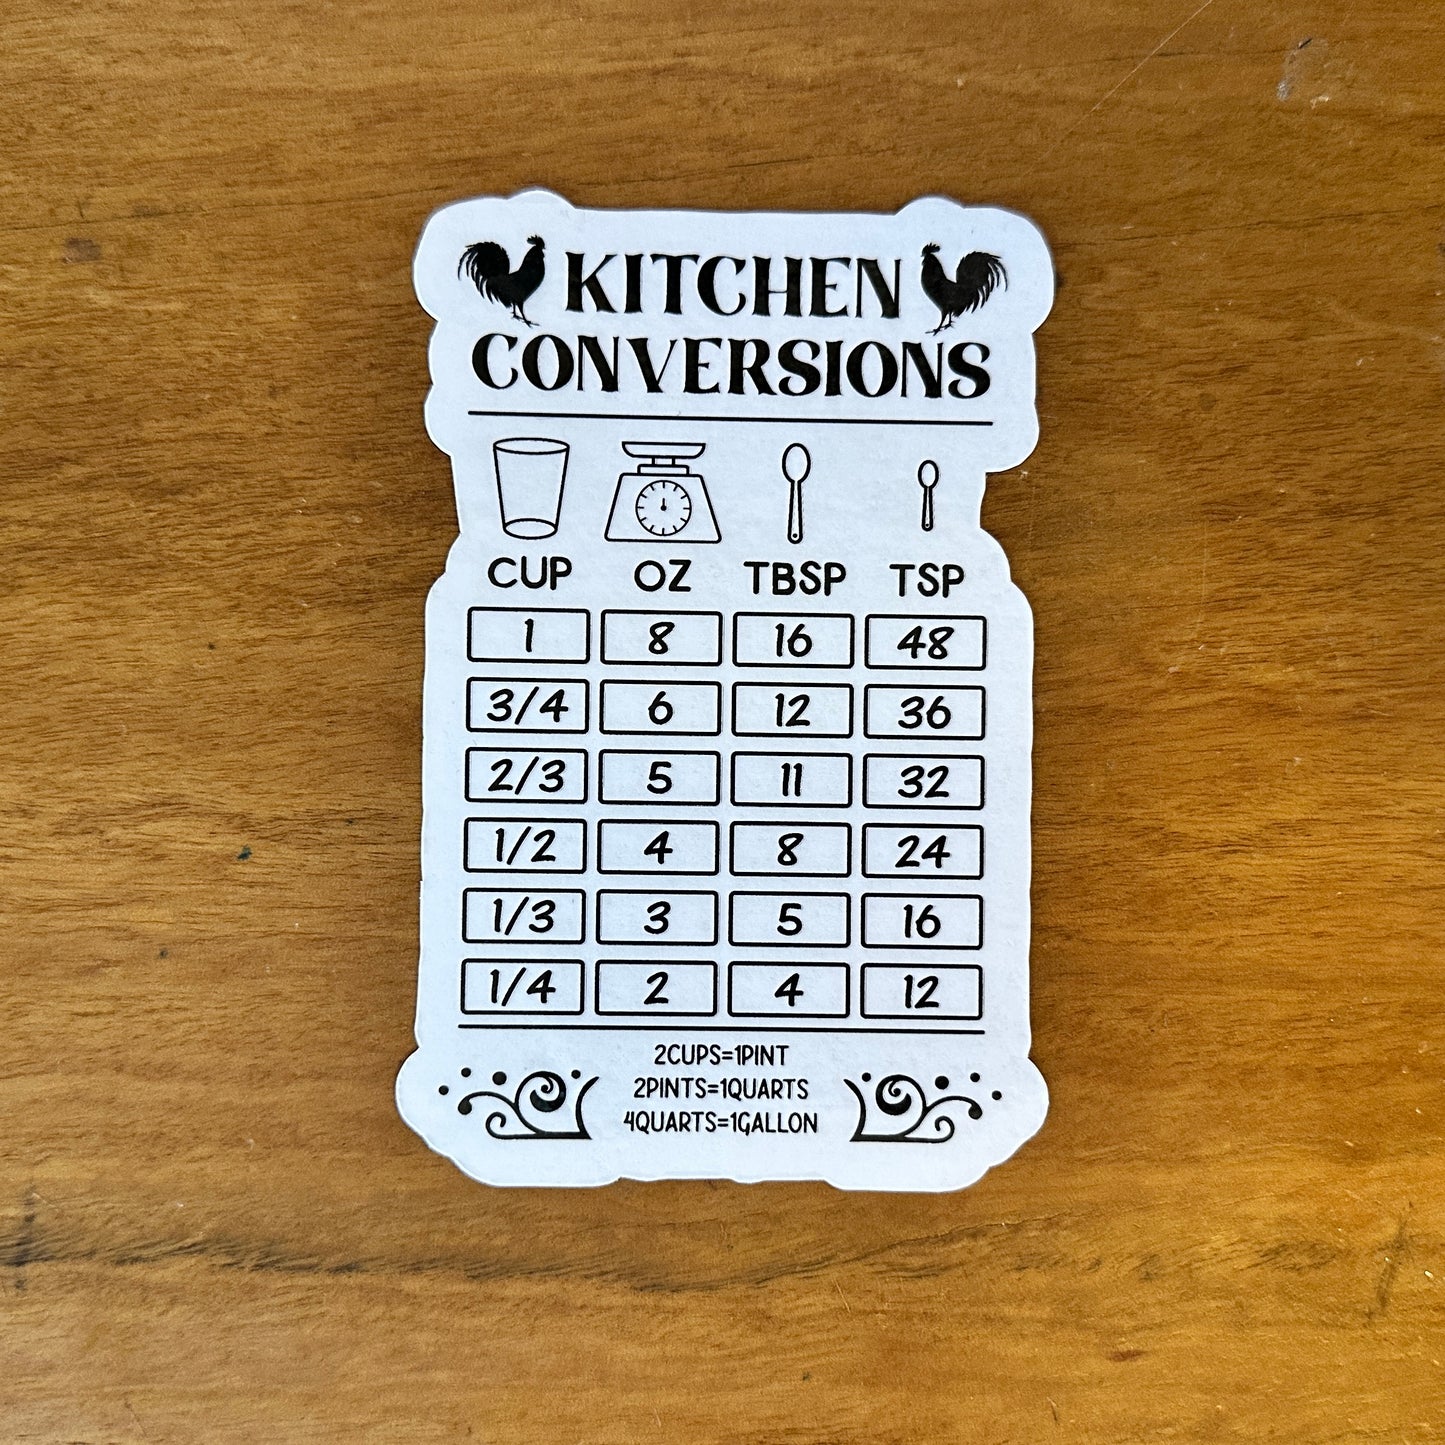 KITCHEN
CONVERSIONS
CUP OZ TBSP TSP
1 8 16 48
3/4 6 12 36
2/3 5 11 32
1/2 4 8 24
1/3 3 5 16
1/4 2 4 12
2CUPS=1PINT
2PINTS=1QUARTS
4QUARTS=1GALLON